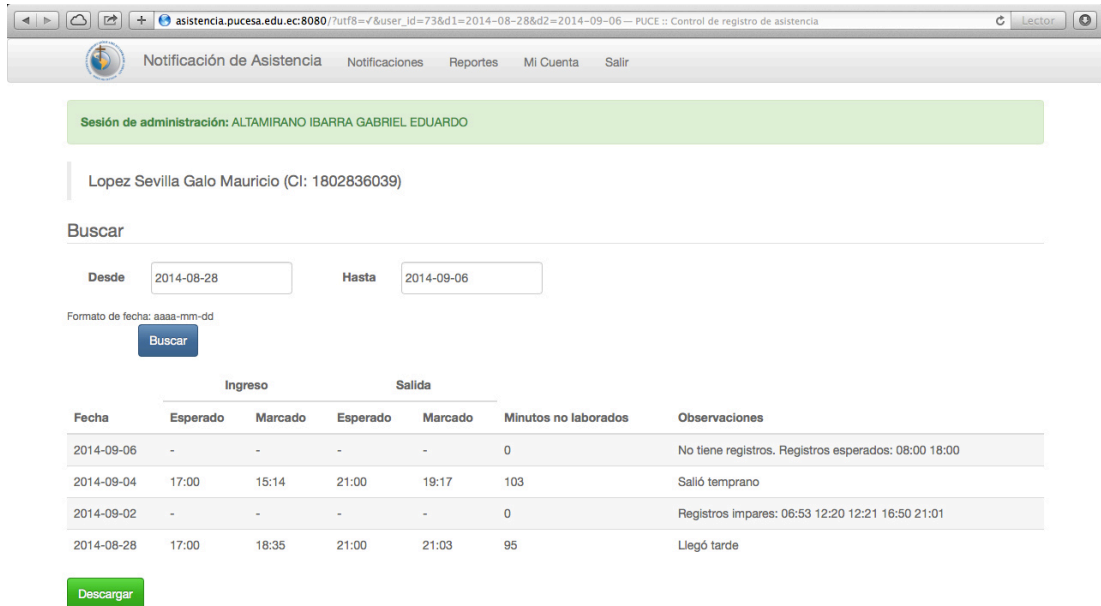 asistencia.pucesa.edu.ec:8080/?utf8=✓&user_id=73&d1=2014-08-28&d2=2014-09-06 — PUCE :: Control de registro de asistencia Lector
Notificación de Asistencia Notificaciones Reportes Mi Cuenta Salir
Sesión de administración: ALTAMIRANO IBARRA GABRIEL EDUARDO
Lopez Sevilla Galo Mauricio (CI: 1802836039)
Buscar
Desde 2014-08-28 Hasta 2014-09-06
Formato de fecha: aaaa-mm-dd
Buscar
Ingreso Salida
Fecha Esperado Marcado Esperado Marcado Minutos no laborados Observaciones
2014-09-06 - - - - 0 No tiene registros. Registros esperados: 08:00 18:00
2014-09-04 17:00 15:14 21:00 19:17 103 Salió temprano
2014-09-02 - - - - 0 Registros impares: 06:53 12:20 12:21 16:50 21:01
2014-08-28 17:00 18:35 21:00 21:03 95 Llegó tarde
Descargar